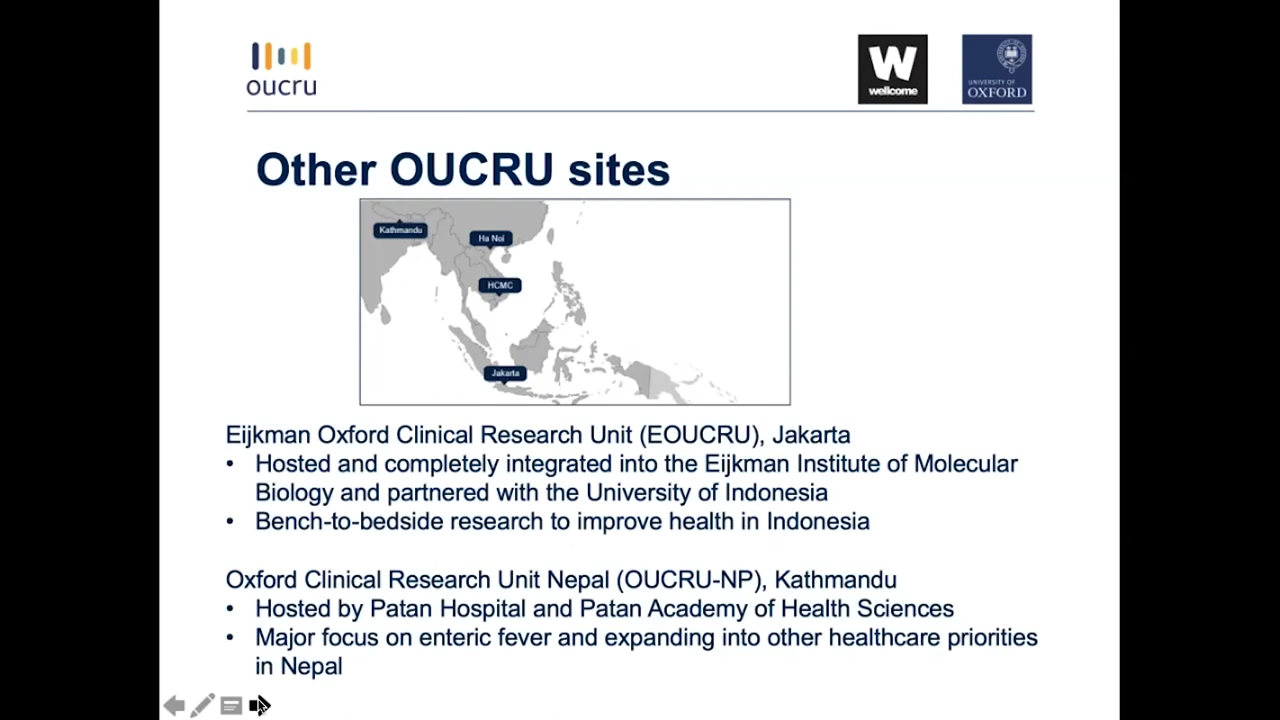 oucru
W
wellcome
UNIVERSITY OF
OXFORD
Other OUCRU sites
Kathmandu
Ha Noi
HCMC
Jakarta
Eijkman Oxford Clinical Research Unit (EOUCRU), Jakarta
• Hosted and completely integrated into the Eijkman Institute of Molecular
Biology and partnered with the University of Indonesia
• Bench-to-bedside research to improve health in Indonesia
Oxford Clinical Research Unit Nepal (OUCRU-NP), Kathmandu
• Hosted by Patan Hospital and Patan Academy of Health Sciences
• Major focus on enteric fever and expanding into other healthcare priorities
in Nepal